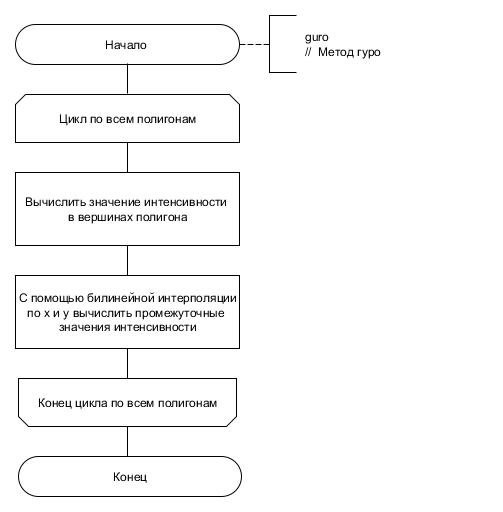 Начало
guro
// Метод гуро
Цикл по всем полигонам
Вычислить значение интенсивности
в вершинах полигона
С помощью билинейной интерполяции
по x и y вычислить промежуточные
значения интенсивности
Конец цикла по всем полигонам
Конец